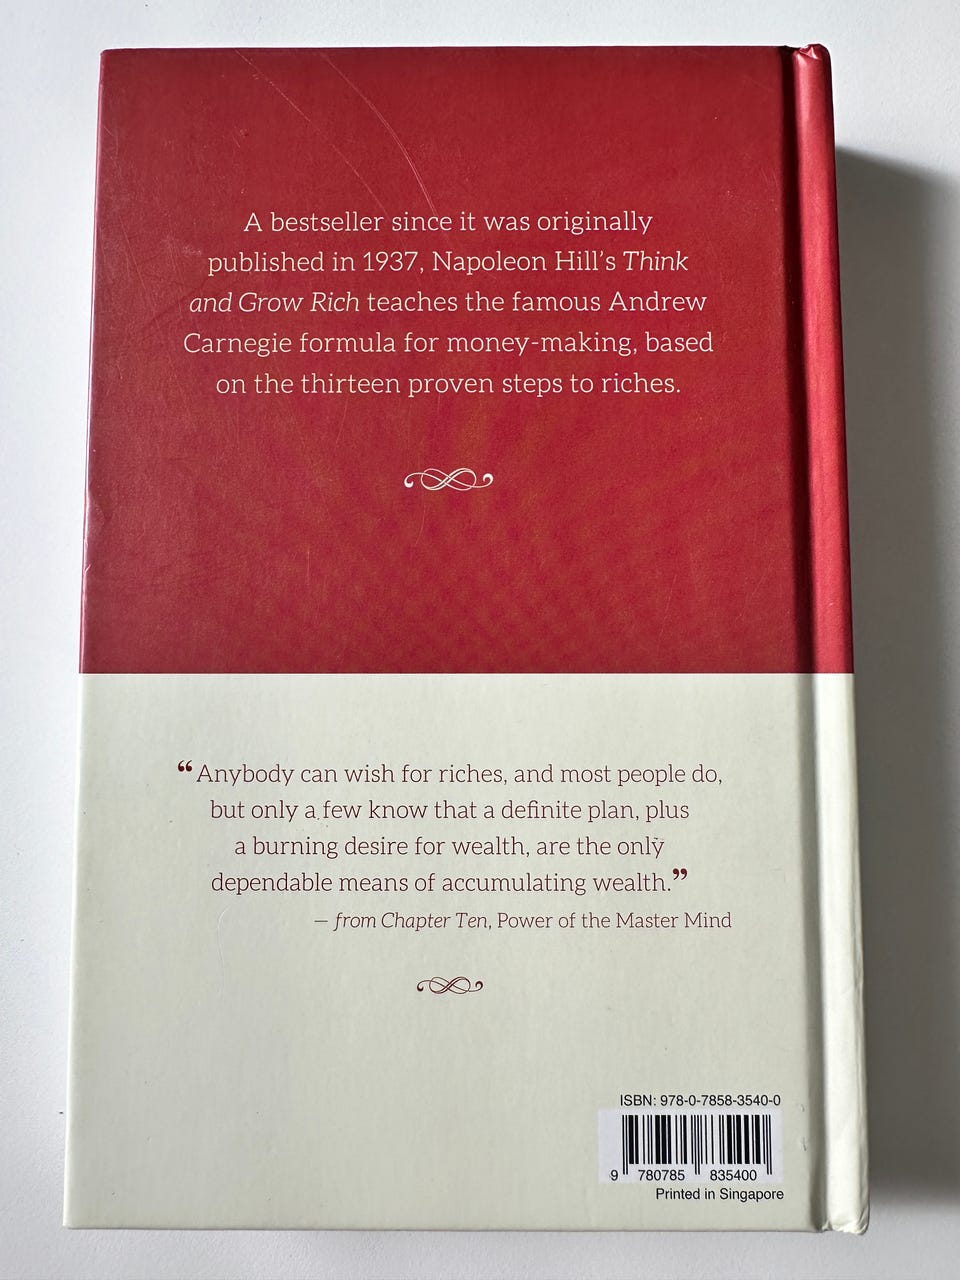 A bestseller since it was originally
published in 1937, Napoleon Hill's Think
and Grow Rich teaches the famous Andrew
Carnegie formula for money-making, based
on the thirteen proven steps to riches.
“Anybody can wish for riches, and most people do,
but only a few know that a definite plan, plus
a burning desire for wealth, are the only
dependable means of accumulating wealth.”
— from Chapter Ten, Power of the Master Mind
ISBN: 978-0-7858-3540-0
9 780785 835400
Printed in Singapore